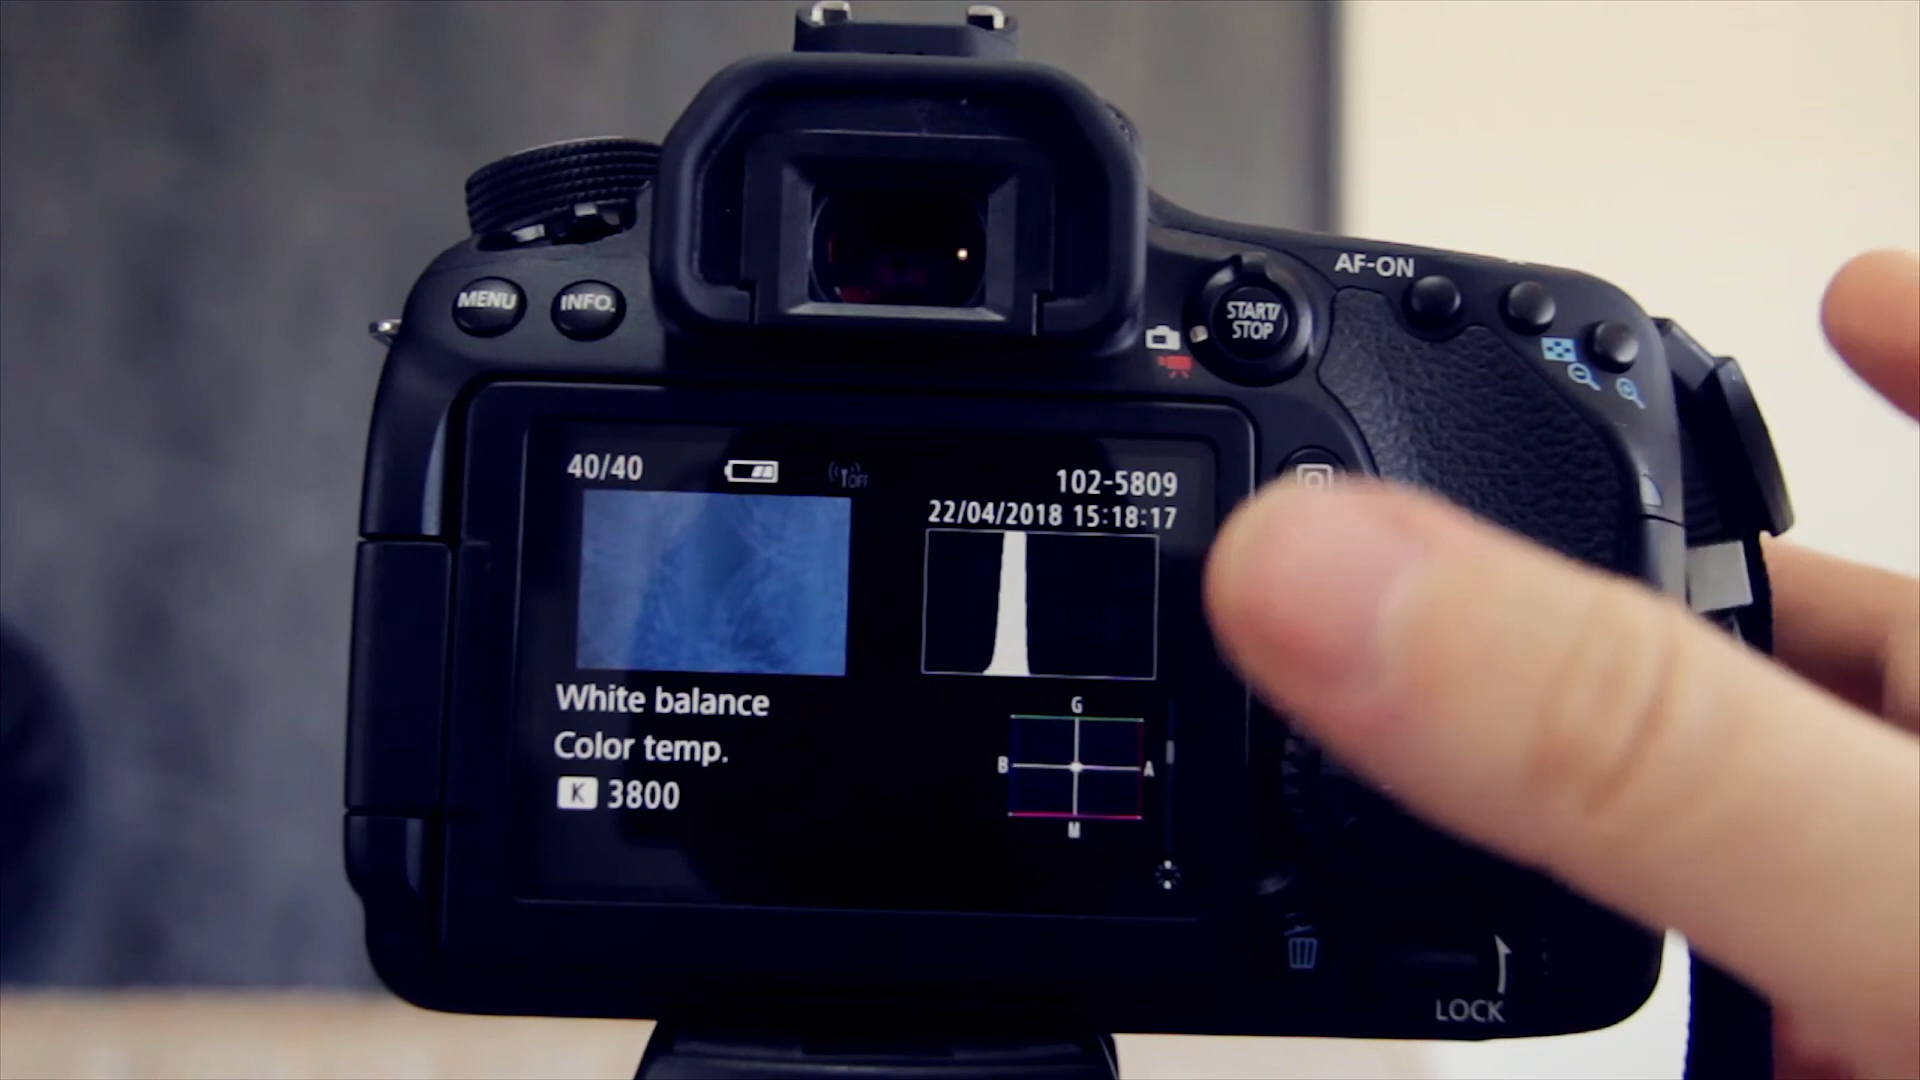 AF-ON
MENU
INFO.
START/
STOP
40/40
OFF
102-5809
22/04/2018 15:18:17
White balance
Color temp.
K 3800
G
B
A
M
LOCK